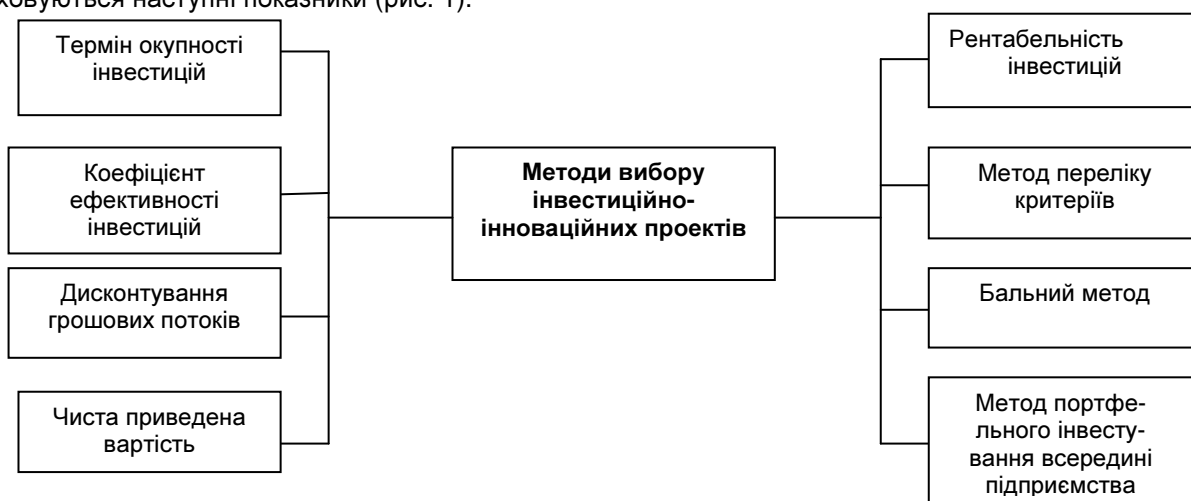 ховуються наступні показники (рис. 1).
Термін окупності
інвестицій
Коефіцієнт
ефективності
інвестицій
Дисконтування
грошових потоків
Чиста приведена
вартість
Методи вибору
інвестиційно-
інноваційних проектів
Рентабельність
інвестицій
Метод переліку
критеріїв
Бальний метод
Метод портфе-
льного інвесту-
вання всередині
підприємства